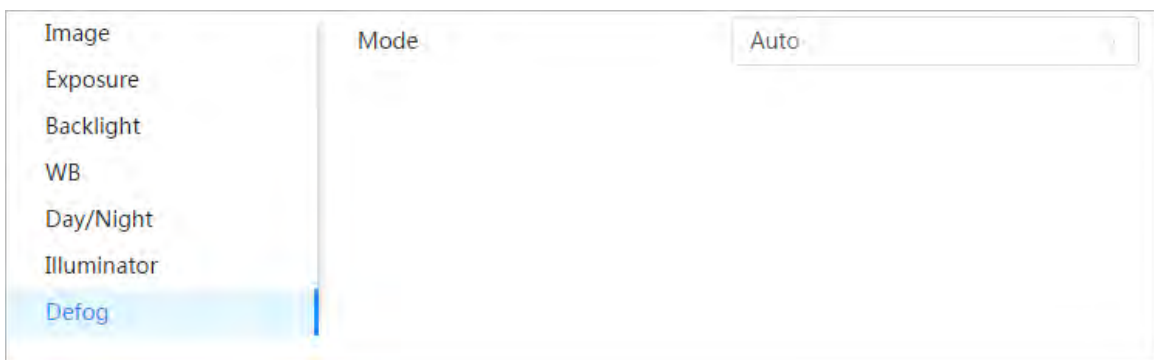 Image
Exposure
Backlight
WB
Day/Night
Illuminator
Defog
Mode
Auto